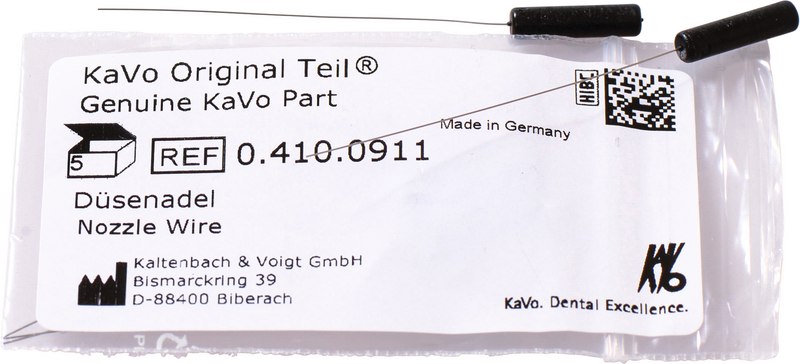 KaVo Original Teil®
Genuine KaVo Part
HIBC
Made in Germany
5
REF 0.410.0911
Düsenadel
Nozzle Wire
Kaltenbach & Voigt GmbH
Bismarckring 39
D-88400 Biberach
KaVo
KaVo. Dental Excellence.